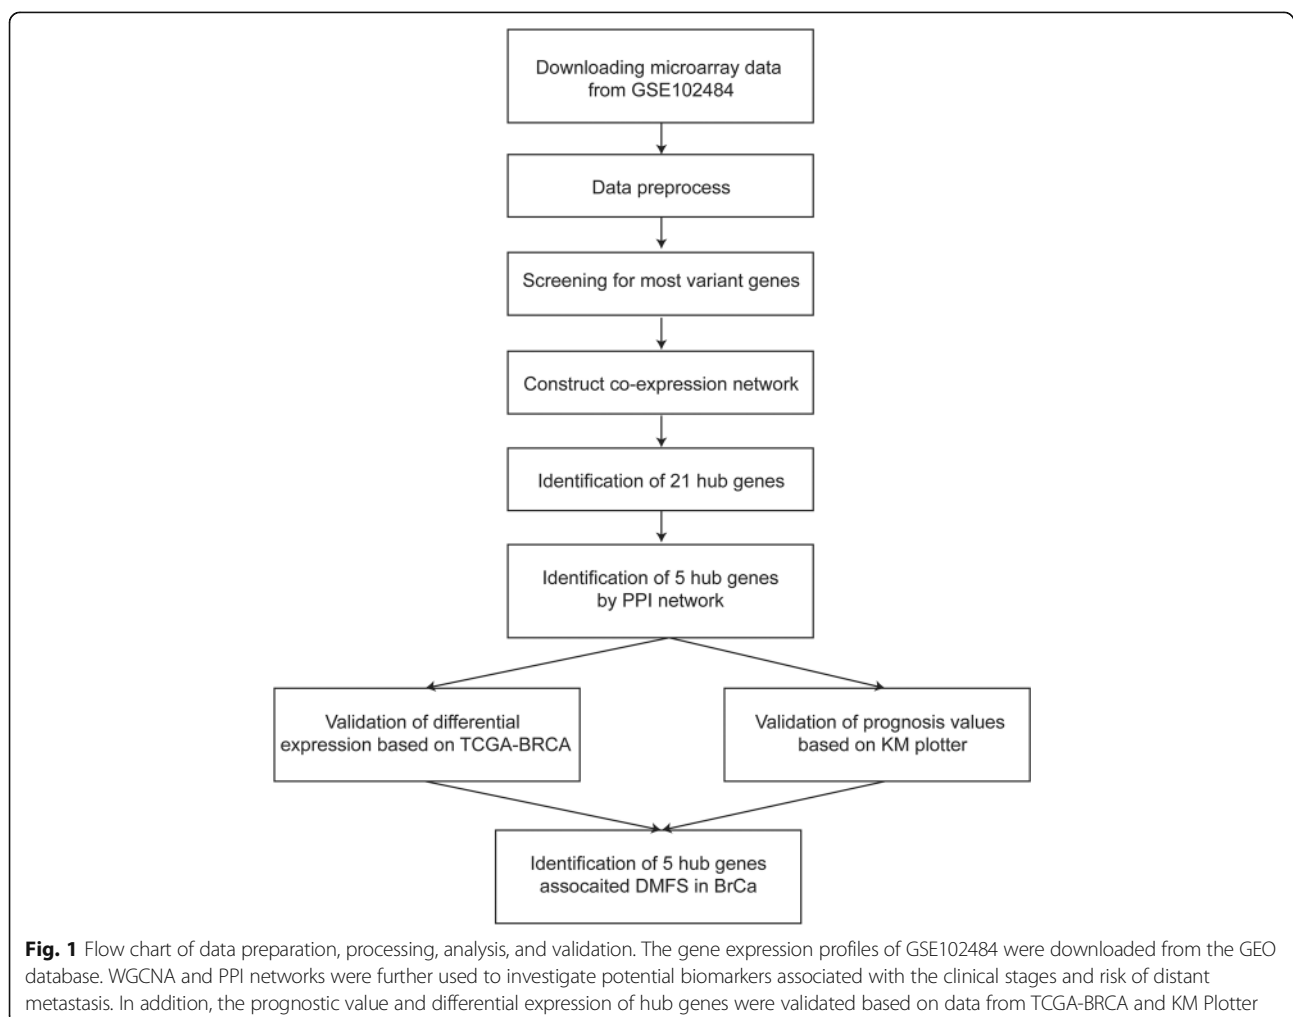 Downloading microarray data
from GSE102484
Data preprocess
Screening for most variant genes
Construct co-expression network
Identification of 21 hub genes
Identification of 5 hub genes
by PPI network
Validation of differential
expression based on TCGA-BRCA
Validation of prognosis values
based on KM plotter
Identification of 5 hub genes
assocaited DMFS in BrCa
Fig. 1 Flow chart of data preparation, processing, analysis, and validation. The gene expression profiles of GSE102484 were downloaded from the GEO
database. WGCNA and PPI networks were further used to investigate potential biomarkers associated with the clinical stages and risk of distant
metastasis. In addition, the prognostic value and differential expression of hub genes were validated based on data from TCGA-BRCA and KM Plotter